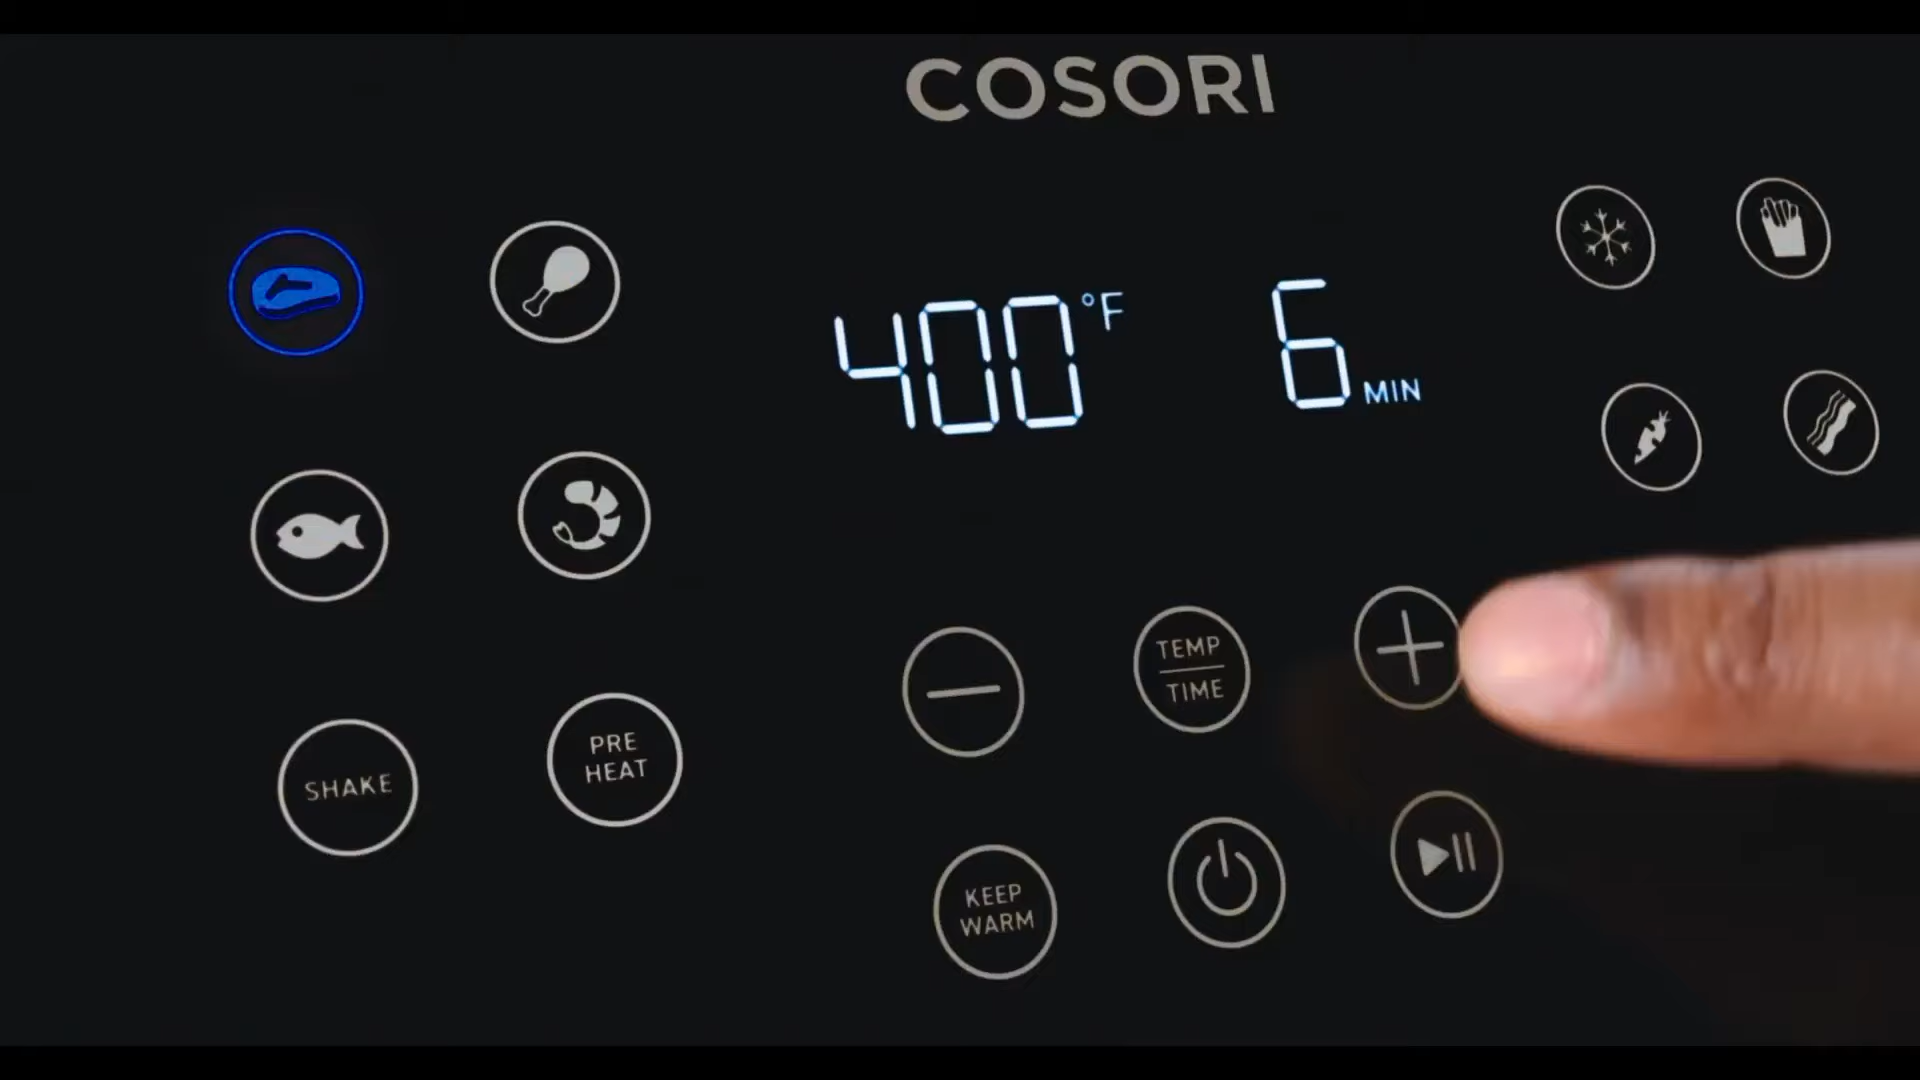 COSORI
400°F 6 MIN
TEMP
TIME
PRE
HEAT
SHAKE
KEEP
WARM